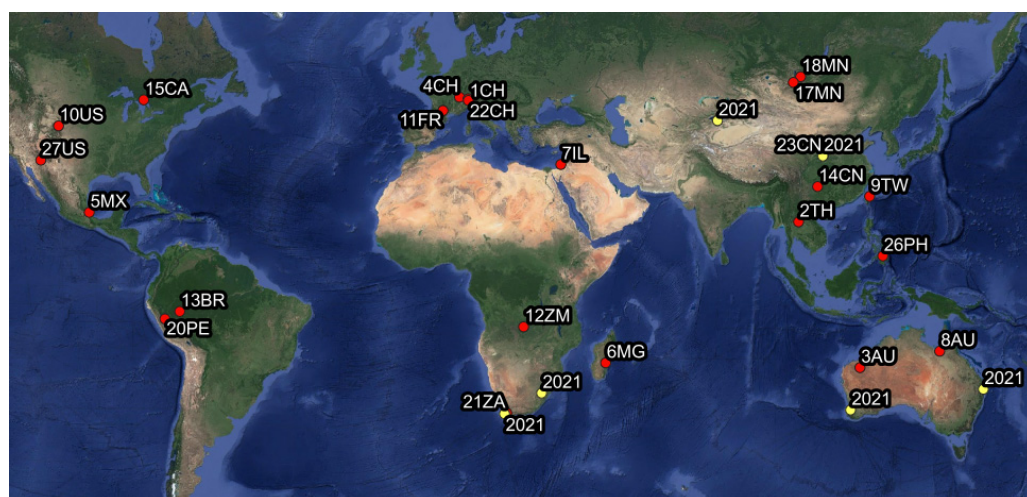 18MN
17MN
4CH
1CH
22CH
15CA
11FR
10US
2021
27US
23CN
2021
7IL
14CN
9TW
5MX
2TH
26PH
13BR
20PE
12ZM
6MG
8AU
3AU
2021
2021
21ZA
2021
2021